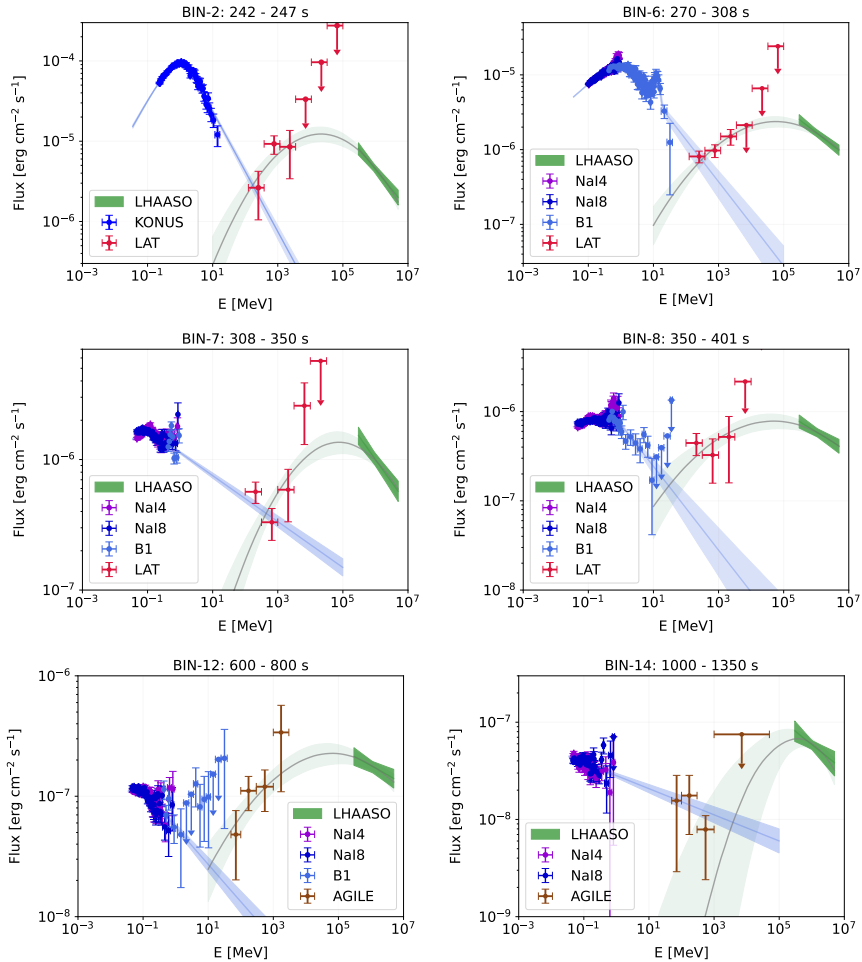 BIN-2: 242 - 247 s
Flux [erg cm⁻² s⁻¹]
10⁻⁴
10⁻⁵
10⁻⁶
LHAASO
KONUS
LAT
10⁻³ 10⁻¹ 10¹ 10³ 10⁵ 10⁷
E [MeV]
BIN-6: 270 - 308 s
Flux [erg cm⁻² s⁻¹]
10⁻⁵
10⁻⁶
10⁻⁷
LHAASO
NaI4
NaI8
B1
LAT
10⁻³ 10⁻¹ 10¹ 10³ 10⁵ 10⁷
E [MeV]
BIN-7: 308 - 350 s
Flux [erg cm⁻² s⁻¹]
10⁻⁶
10⁻⁷
LHAASO
NaI4
NaI8
B1
LAT
10⁻³ 10⁻¹ 10¹ 10³ 10⁵ 10⁷
E [MeV]
BIN-8: 350 - 401 s
Flux [erg cm⁻² s⁻¹]
10⁻⁶
10⁻⁷
10⁻⁸
LHAASO
NaI4
NaI8
B1
LAT
10⁻³ 10⁻¹ 10¹ 10³ 10⁵ 10⁷
E [MeV]
BIN-12: 600 - 800 s
Flux [erg cm⁻² s⁻¹]
10⁻⁶
10⁻⁷
10⁻⁸
LHAASO
NaI4
NaI8
B1
AGILE
10⁻³ 10⁻¹ 10¹ 10³ 10⁵ 10⁷
E [MeV]
BIN-14: 1000 - 1350 s
Flux [erg cm⁻² s⁻¹]
10⁻⁷
10⁻⁸
10⁻⁹
LHAASO
NaI4
NaI8
AGILE
10⁻³ 10⁻¹ 10¹ 10³ 10⁵ 10⁷
E [MeV]